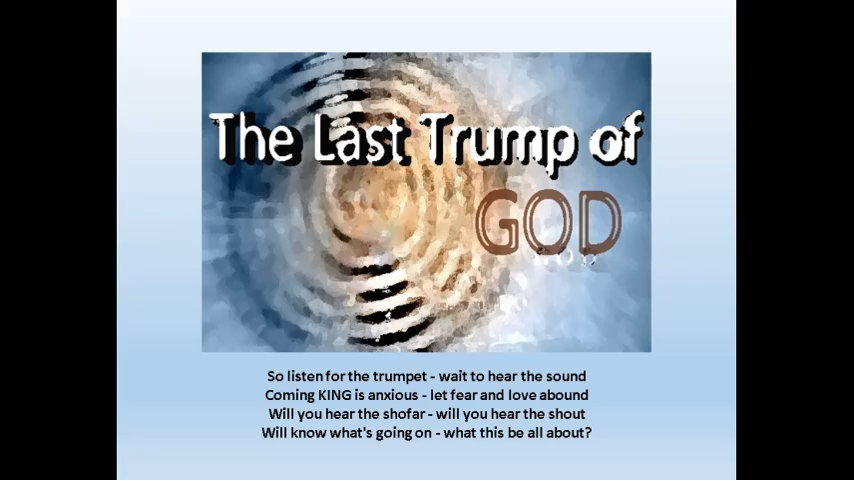 The Last Trump of
GOD
So listen for the trumpet - wait to hear the sound
Coming KING is anxious - let fear and love abound
Will you hear the shofar - will you hear the shout
Will know what's going on - what this be all about?